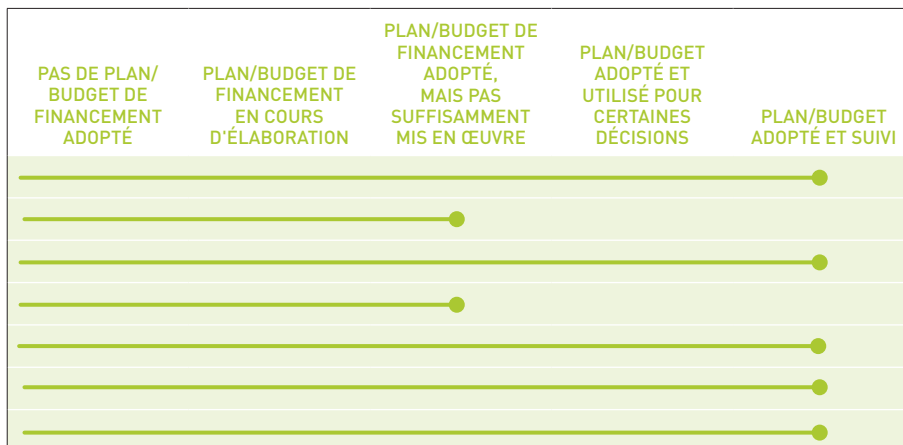 PAS DE PLAN/
BUDGET DE
FINANCEMENT
ADOPTÉ
PLAN/BUDGET DE
FINANCEMENT
EN COURS
D'ÉLABORATION
PLAN/BUDGET DE
FINANCEMENT
ADOPTÉ,
MAIS PAS
SUFFISAMMENT
MIS EN ŒUVRE
PLAN/BUDGET
ADOPTÉ ET
UTILISÉ POUR
CERTAINES
DÉCISIONS
PLAN/BUDGET
ADOPTÉ ET SUIVI